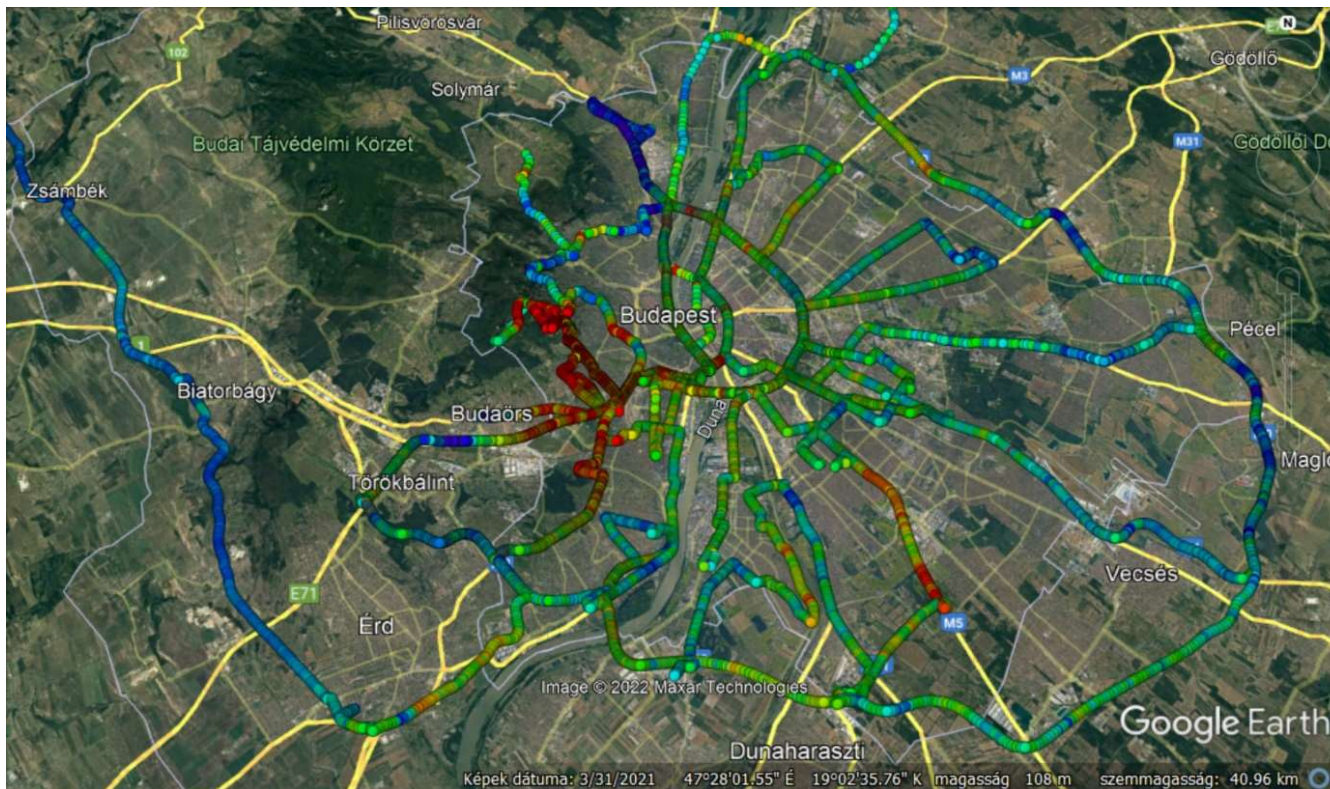 Pilisvörösvár
N
Gödöllő
102
M3
Solymár
M31
Budai Tájvédelmi Körzet
Gödöllői
Zsámbék
Budapest
Pécel
1
Biatorbágy
Budaörs
Duna
Törökbálint
Vecsés
E71
Érd
M5
Image © 2022 Maxar Technologies
Google Earth
Dunaharaszti
Képek dátuma: 3/31/2021 47°28'01.55" É 19°02'35.76" K magasság 108 m szemmagasság: 40.96 km